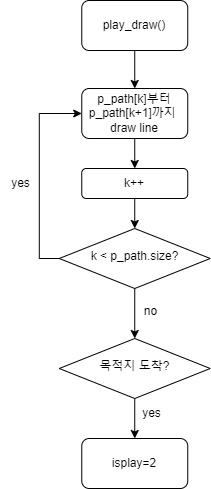 play_draw()
p_path[k]부터
p_path[k+1]까지
draw line
yes
k++
k < p_path.size?
no
목적지 도착?
yes
isplay=2